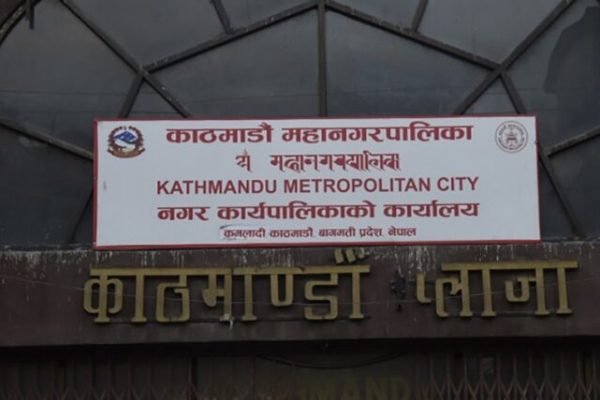 काठमाडौं महानगरपालिका
KATHMANDU METROPOLITAN CITY
नगर कार्यपालिकाको कार्यालय
कमलादी काठमाडौं, बागमती प्रदेश, नेपाल
काठमाण्डौं प्लाजा